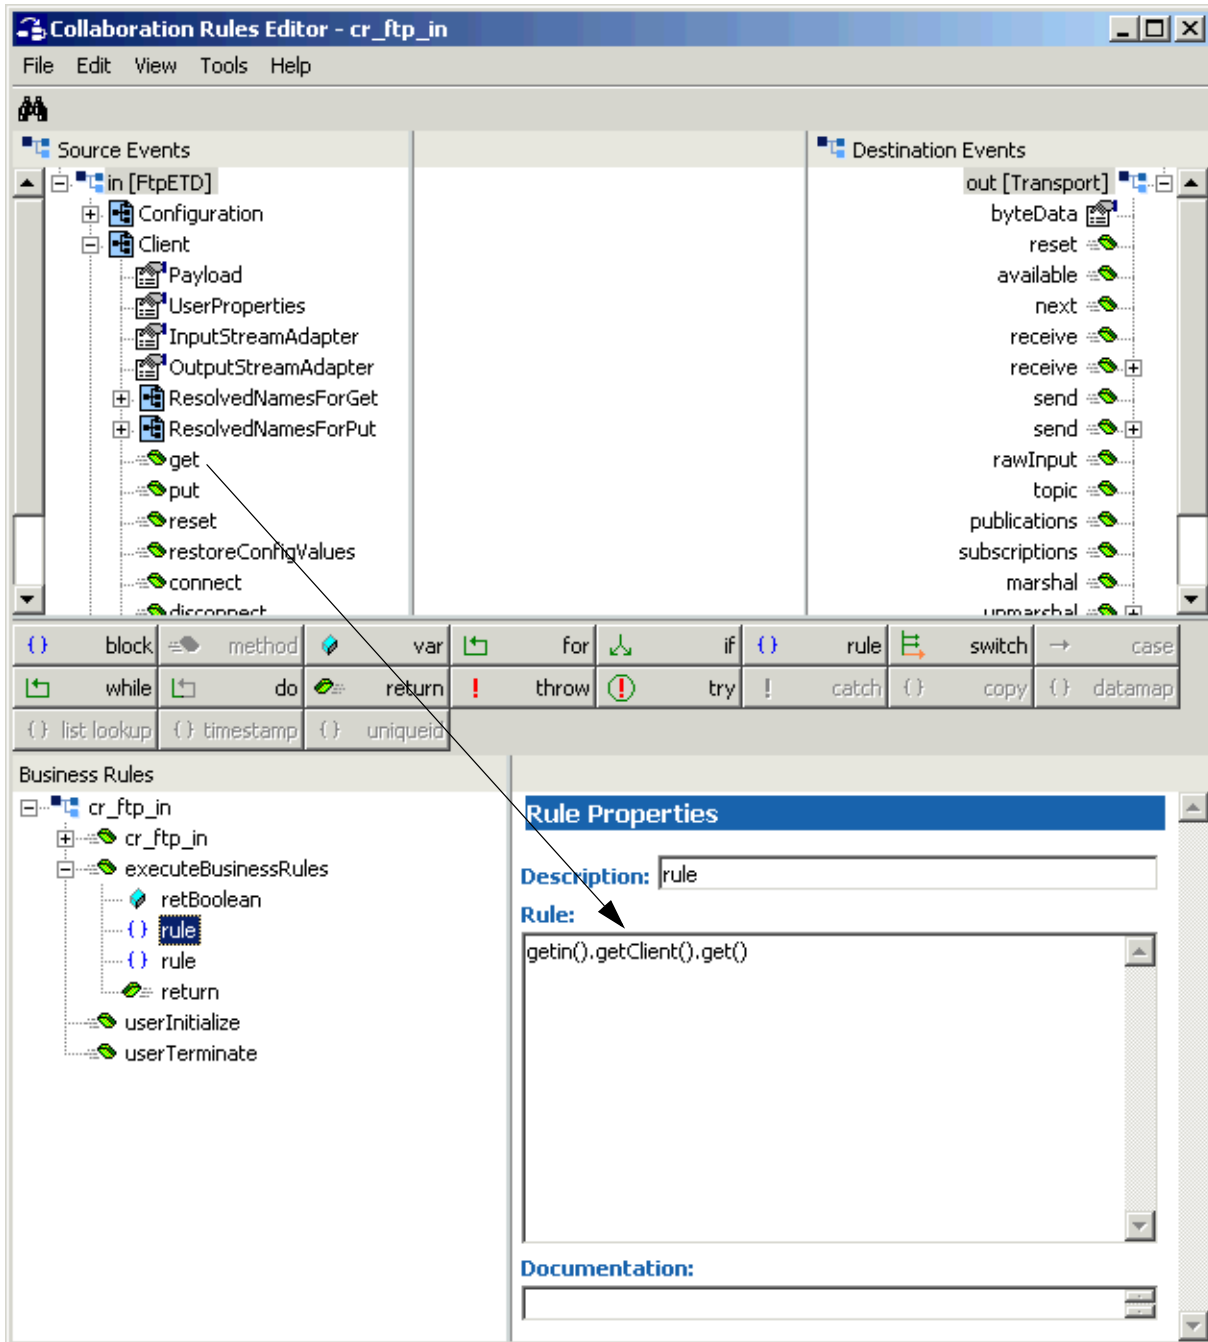 Collaboration Rules Editor - cr_ftp_in
File Edit View Tools Help
Source Events
in [FtpETD]
Configuration
Client
Payload
UserProperties
InputStreamAdapter
OutputStreamAdapter
ResolvedNamesForGet
ResolvedNamesForPut
get
put
reset
restoreConfigValues
connect
disconnect
Destination Events
out [Transport]
byteData
reset
available
next
receive
receive
send
send
rawInput
topic
publications
subscriptions
marshal
unmarshal
{} block method var for if {} rule switch case
while do return ! throw ! try ! catch {} copy {} datamap
{} list lookup {} timestamp {} uniqueid
Business Rules
cr_ftp_in
cr_ftp_in
executeBusinessRules
retBoolean
{} rule
{} rule
return
userInitialize
userTerminate
Rule Properties
Description: rule
Rule:
getin().getClient().get()
Documentation: